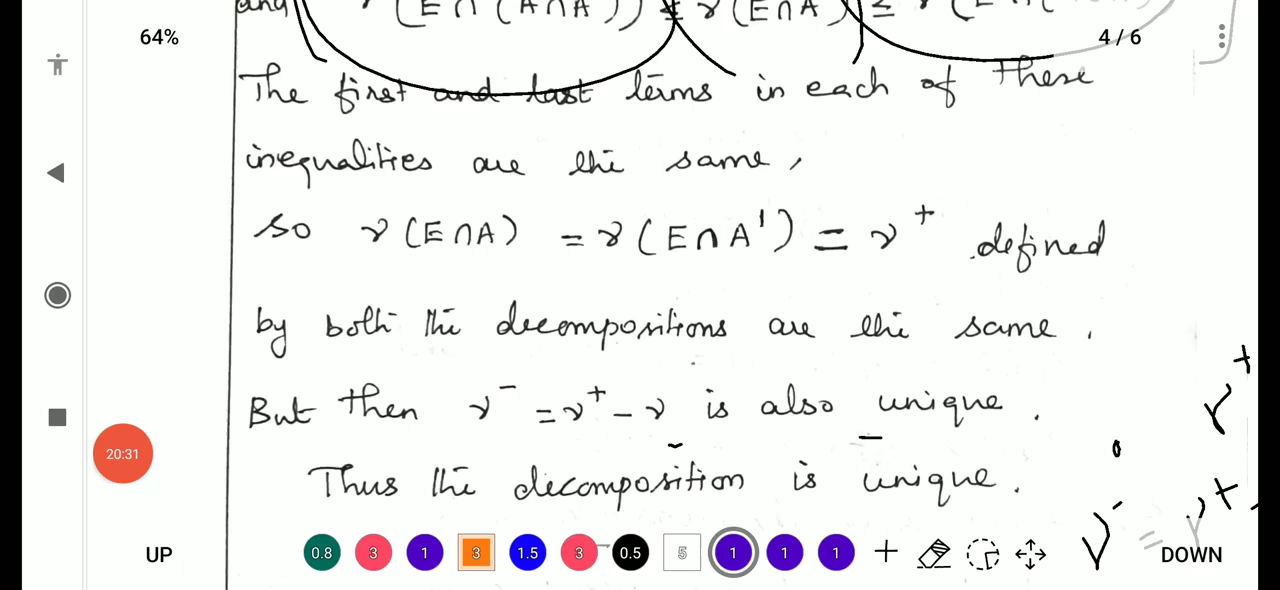 64%
4 / 6
and ν(E∩(A∩A')) ≤ ν(E∩A) ≤
The first and last terms in each of these
inequalities are the same,
so ν(E∩A) = ν(E∩A') = ν⁺ defined
by both the decompositions are the same.
But then ν⁻ = ν⁺ - ν is also unique.
Thus the decomposition is unique.
ν⁺
ν⁻ = ν⁺ -
20:31
UP
0.8 3 1 3 1.5 3 0.5 5 1 1 1 +
DOWN